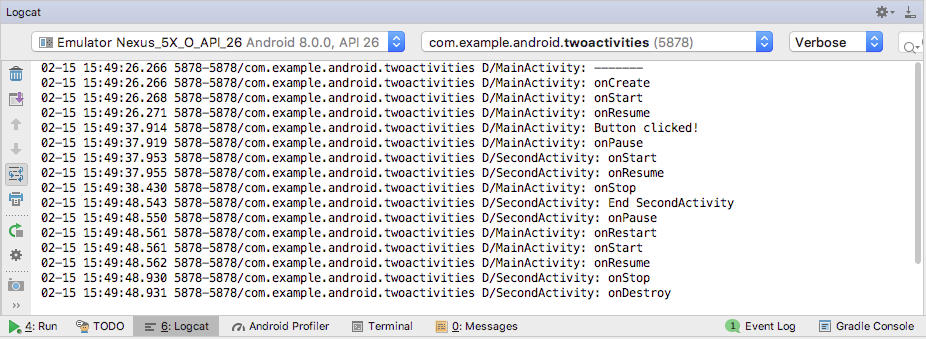 Logcat
Emulator Nexus_5X_O_API_26 Android 8.0.0, API 26 com.example.android.twoactivities (5878) Verbose
02-15 15:49:26.266 5878-5878/com.example.android.twoactivities D/MainActivity: -------
02-15 15:49:26.266 5878-5878/com.example.android.twoactivities D/MainActivity: onCreate
02-15 15:49:26.268 5878-5878/com.example.android.twoactivities D/MainActivity: onStart
02-15 15:49:26.271 5878-5878/com.example.android.twoactivities D/MainActivity: onResume
02-15 15:49:37.914 5878-5878/com.example.android.twoactivities D/MainActivity: Button clicked!
02-15 15:49:37.919 5878-5878/com.example.android.twoactivities D/MainActivity: onPause
02-15 15:49:37.953 5878-5878/com.example.android.twoactivities D/SecondActivity: onStart
02-15 15:49:37.955 5878-5878/com.example.android.twoactivities D/SecondActivity: onResume
02-15 15:49:38.430 5878-5878/com.example.android.twoactivities D/MainActivity: onStop
02-15 15:49:48.543 5878-5878/com.example.android.twoactivities D/SecondActivity: End SecondActivity
02-15 15:49:48.550 5878-5878/com.example.android.twoactivities D/SecondActivity: onPause
02-15 15:49:48.561 5878-5878/com.example.android.twoactivities D/MainActivity: onRestart
02-15 15:49:48.561 5878-5878/com.example.android.twoactivities D/MainActivity: onStart
02-15 15:49:48.562 5878-5878/com.example.android.twoactivities D/MainActivity: onResume
02-15 15:49:48.930 5878-5878/com.example.android.twoactivities D/SecondActivity: onStop
02-15 15:49:48.931 5878-5878/com.example.android.twoactivities D/SecondActivity: onDestroy
4: Run TODO 6: Logcat Android Profiler Terminal 0: Messages 1 Event Log Gradle Console